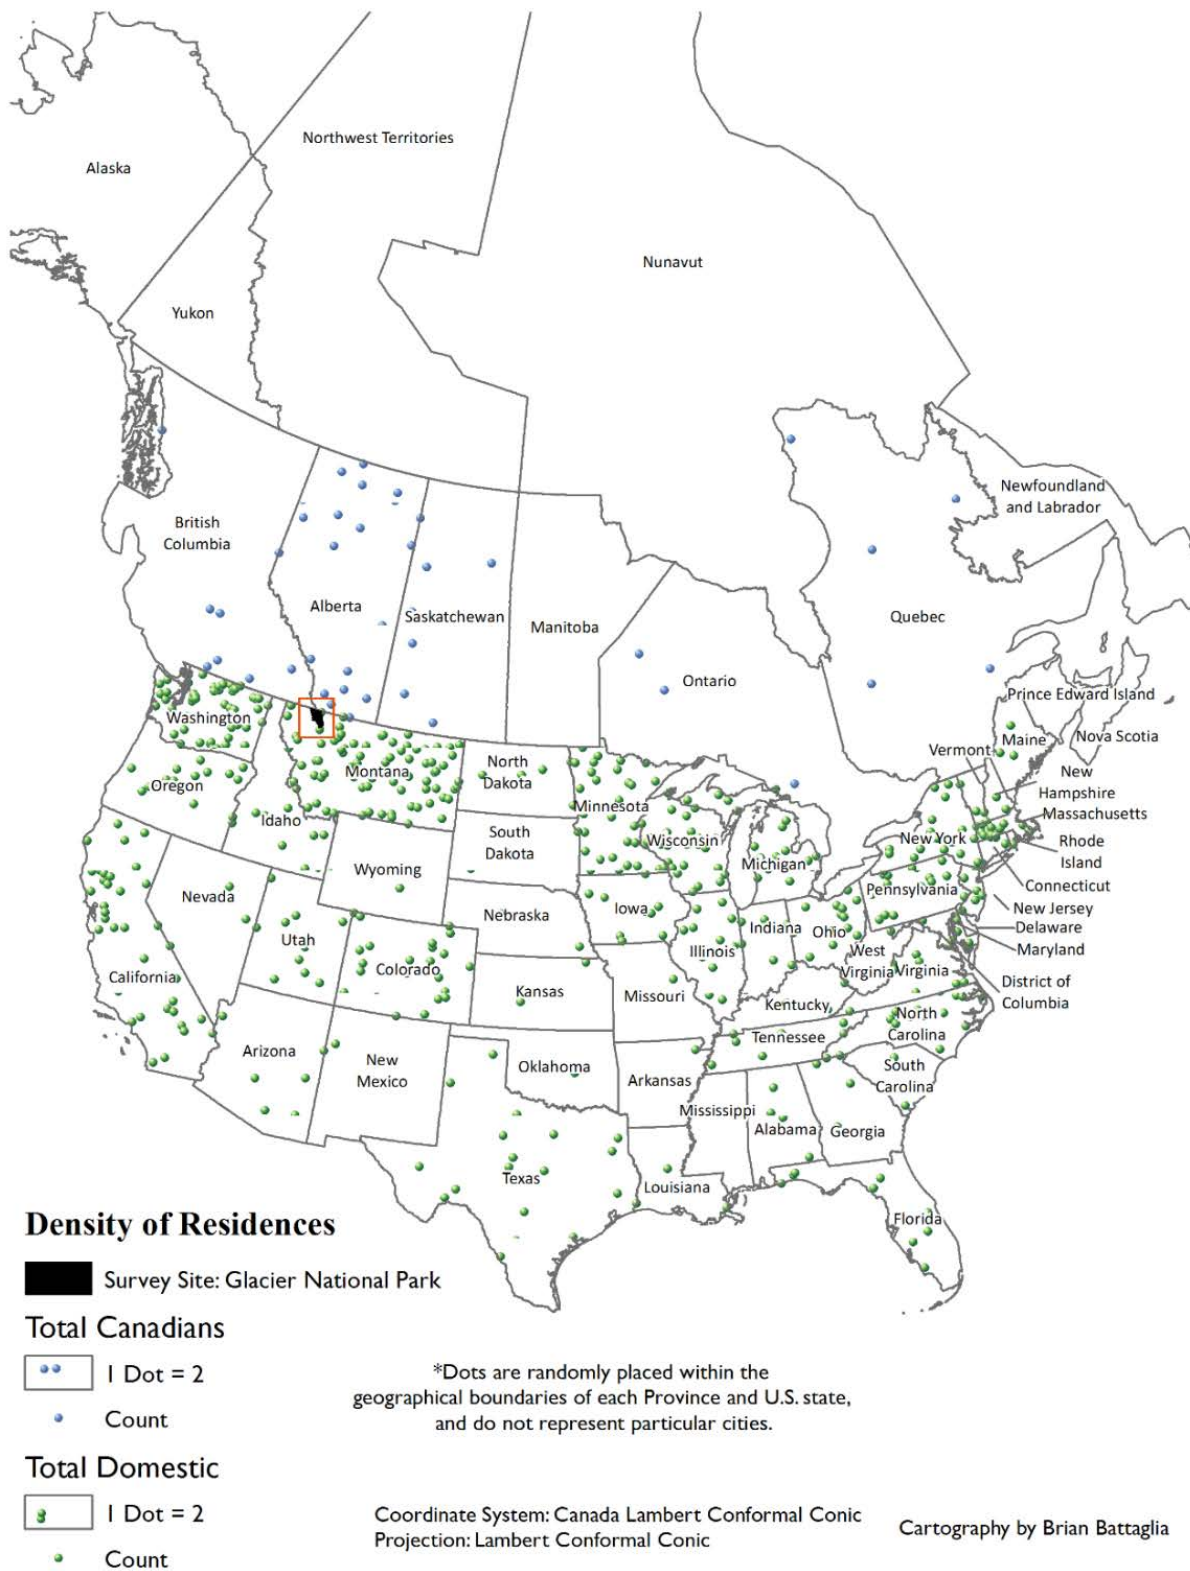 Northwest Territories
Alaska
Nunavut
Yukon
Newfoundland
and Labrador
British
Columbia
Alberta
Saskatchewan
Manitoba
Quebec
Ontario
Prince Edward Island
Washington
Maine
Nova Scotia
Vermont
Montana
North
Dakota
New
Hampshire
Oregon
Minnesota
Massachusetts
Idaho
South
Dakota
Wisconsin
New York
Rhode
Island
Wyoming
Michigan
Connecticut
Nevada
Pennsylvania
Iowa
Nebraska
New Jersey
Utah
Indiana
Ohio
Delaware
Illinois
West
Virginia
Maryland
California
Colorado
Virginia
District of
Columbia
Kansas
Missouri
Kentucky
North
Carolina
Arizona
Tennessee
New
Mexico
Oklahoma
South
Carolina
Arkansas
Mississippi
Alabama
Georgia
Texas
Louisiana
Florida
Density of Residences
Survey Site: Glacier National Park
Total Canadians
1 Dot = 2
Count
*Dots are randomly placed within the
geographical boundaries of each Province and U.S. state,
and do not represent particular cities.
Total Domestic
1 Dot = 2
Count
Coordinate System: Canada Lambert Conformal Conic
Projection: Lambert Conformal Conic
Cartography by Brian Battaglia